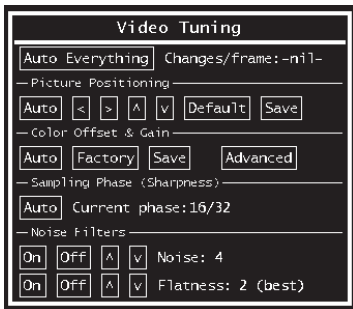 Video Tuning
Auto Everything Changes/frame:-nil-
Picture Positioning
Auto < > ^ v Default Save
Color Offset & Gain
Auto Factory Save Advanced
Sampling Phase (Sharpness)
Auto Current phase:16/32
Noise Filters
On Off ^ v Noise: 4
On Off ^ v Flatness: 2 (best)